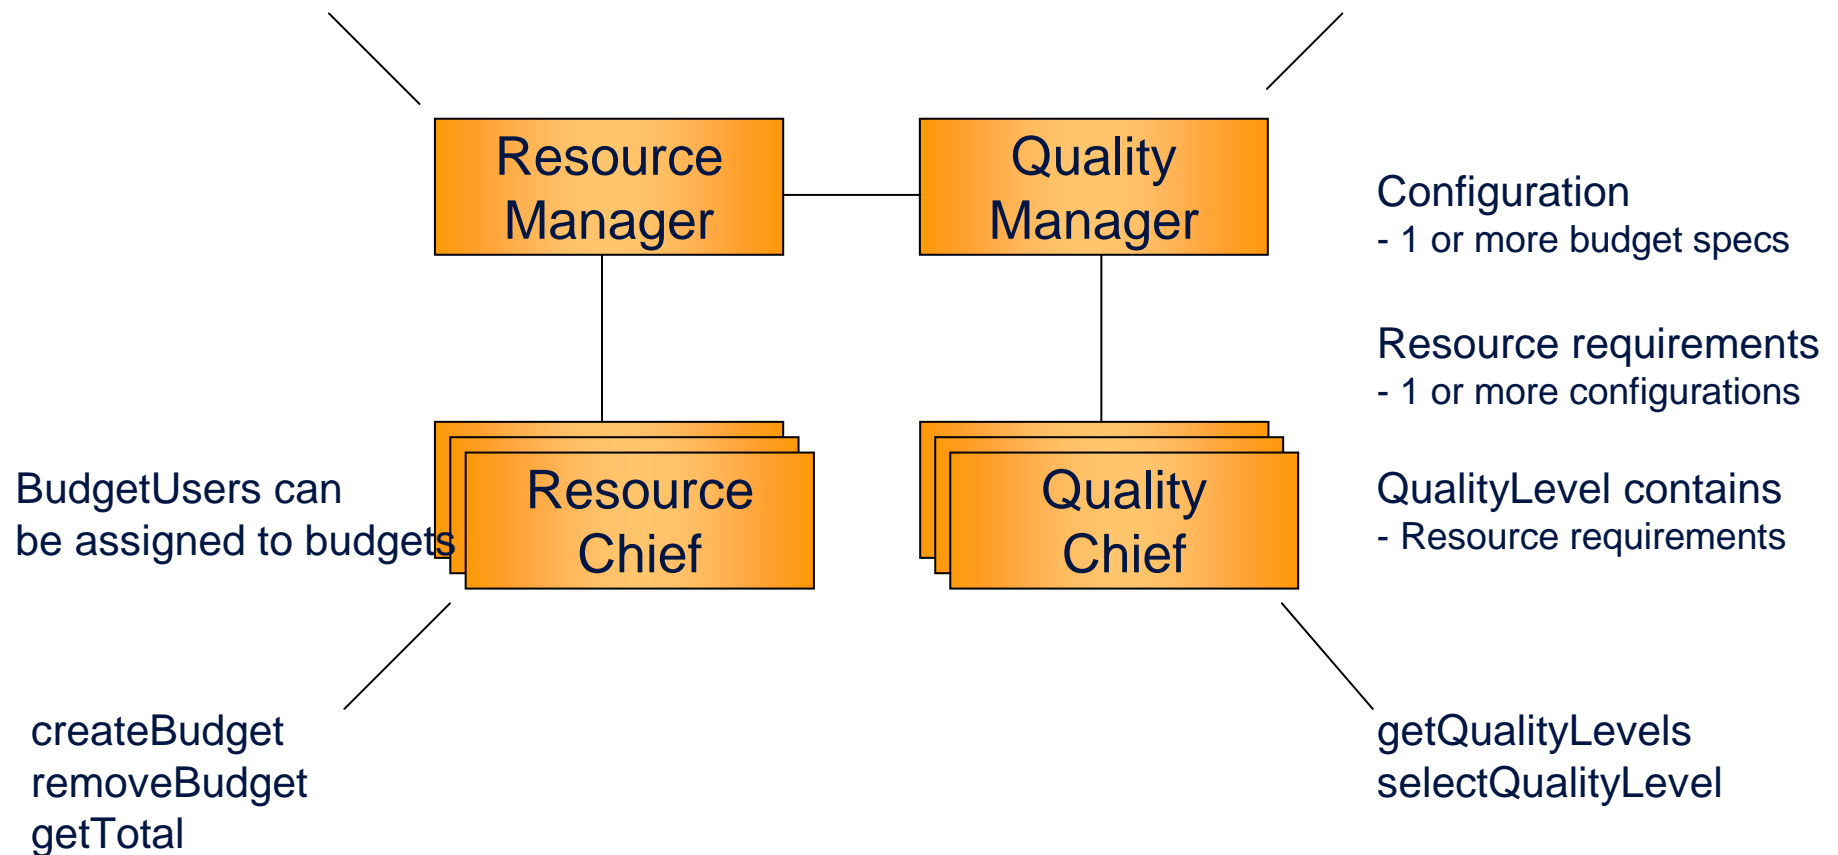 Resource
Manager
Quality
Manager
Configuration
- 1 or more budget specs
Resource requirements
- 1 or more configurations
BudgetUsers can
be assigned to budgets
Resource
Chief
Quality
Chief
QualityLevel contains
- Resource requirements
createBudget
removeBudget
getTotal
getQualityLevels
selectQualityLevel